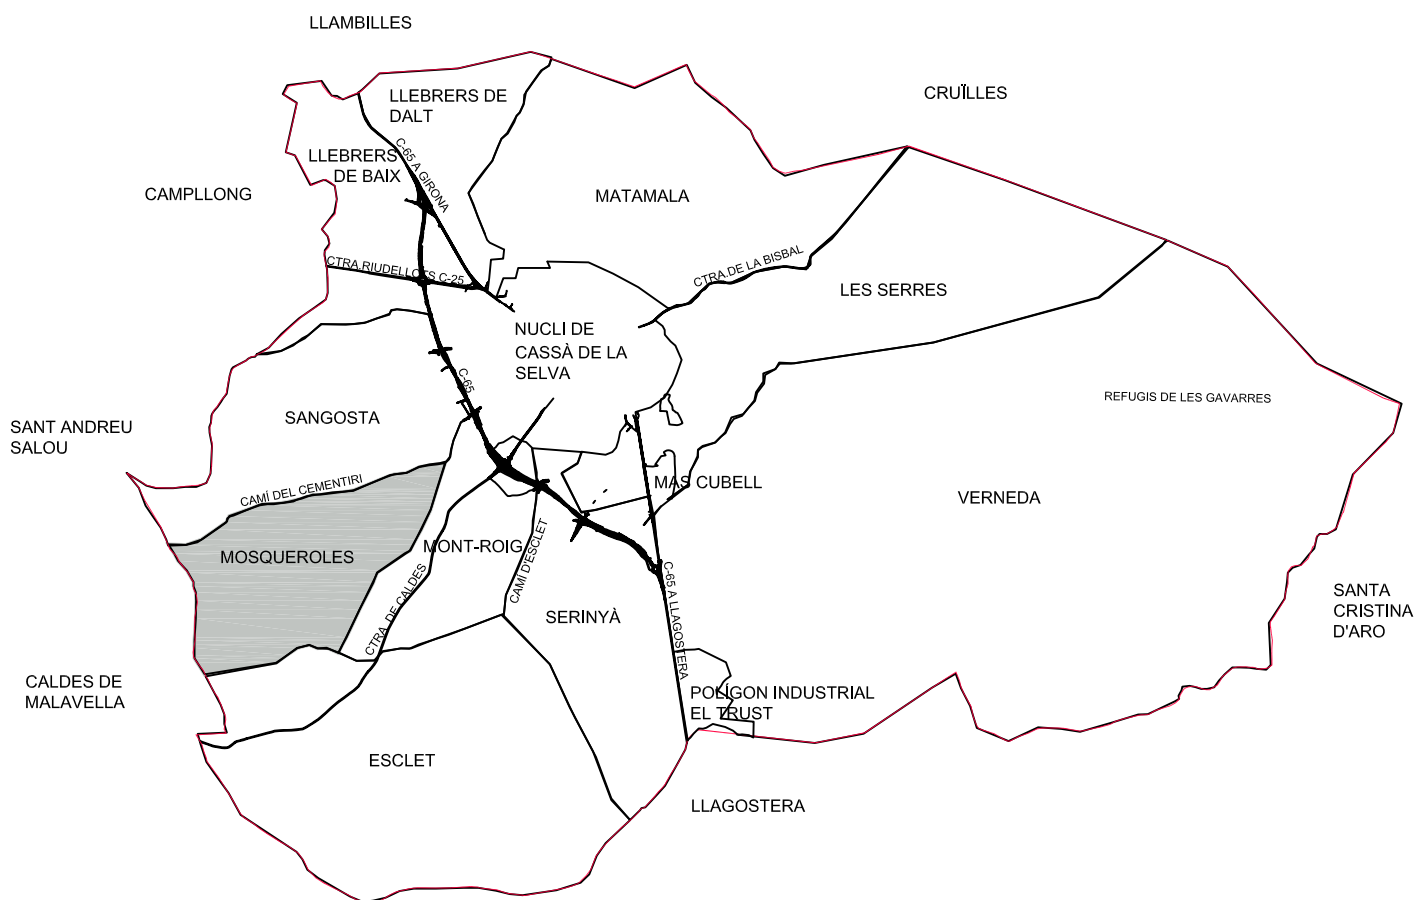 LLAMBILLES
CRUÏLLES
LLEBRERS DE
DALT
C-65 A GIRONA
LLEBRERS
DE BAIX
CAMPLLONG
MATAMALA
CTRA.DE LA BISBAL
CTRA.RIUDELLOTS C-25
LES SERRES
NUCLI DE
CASSÀ DE LA
SELVA
C-65
REFUGIS DE LES GAVARRES
SANGOSTA
SANT ANDREU
SALOU
CAMÍ DEL CEMENTIRI
MAS CUBELL
VERNEDA
MOSQUEROLES
MONT-ROIG
CAMÍ D'ESCLET
CTRA. DE CALDES
C-65 A LLAGOSTERA
SERINYÀ
SANTA
CRISTINA
D'ARO
CALDES DE
MALAVELLA
POLÍGON INDUSTRIAL
EL TRUST
ESCLET
LLAGOSTERA